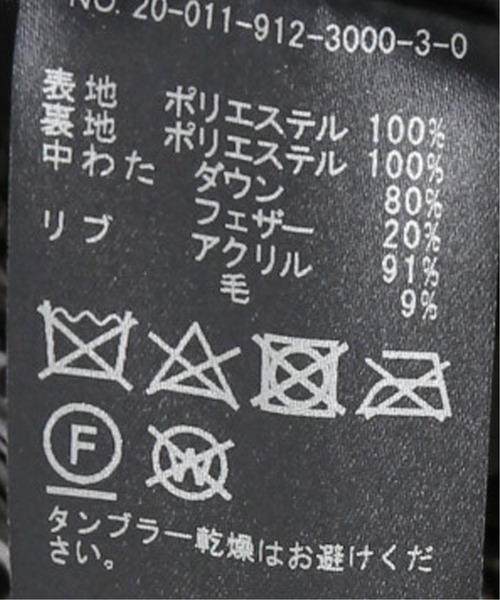 NO. 20-011-912-3000-3-0
表地 ポリエステル 100%
裏地 ポリエステル 100%
中わた ダウン 80%
フェザー 20%
リブ アクリル 91%
毛 9%
F W
タンブラー乾燥はお避けくだ
さい。